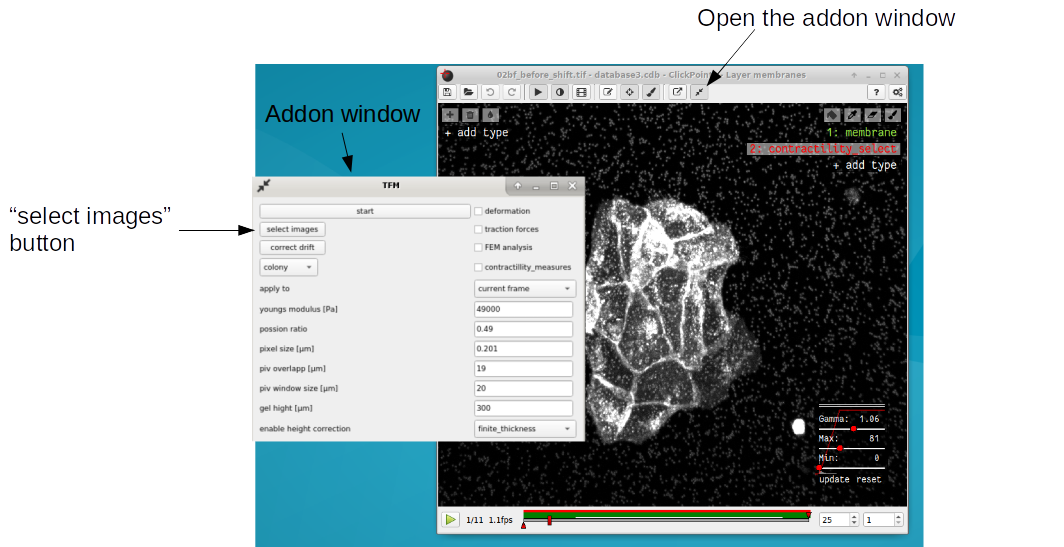 Open the addon window
02bf_before_shift.tif - database3.cdb - ClickPoin - Layer membranes
?
Addon window
+ add type
1: membrane
2: contractility_select
+ add type
TFM
“select images”
button
start
deformation
select images
traction forces
correct drift
FEM analysis
colony
contractillity_measures
apply to
current frame
youngs modulus [Pa]
49000
possion ratio
0.49
pixel size [µm]
0.201
piv overlapp [µm]
19
piv window size [µm]
20
gel hight [µm]
300
enable height correction
finite_thickness
Gamma: 1.06
Max: 81
Min: 0
update reset
1/11 1.1fps
25
1